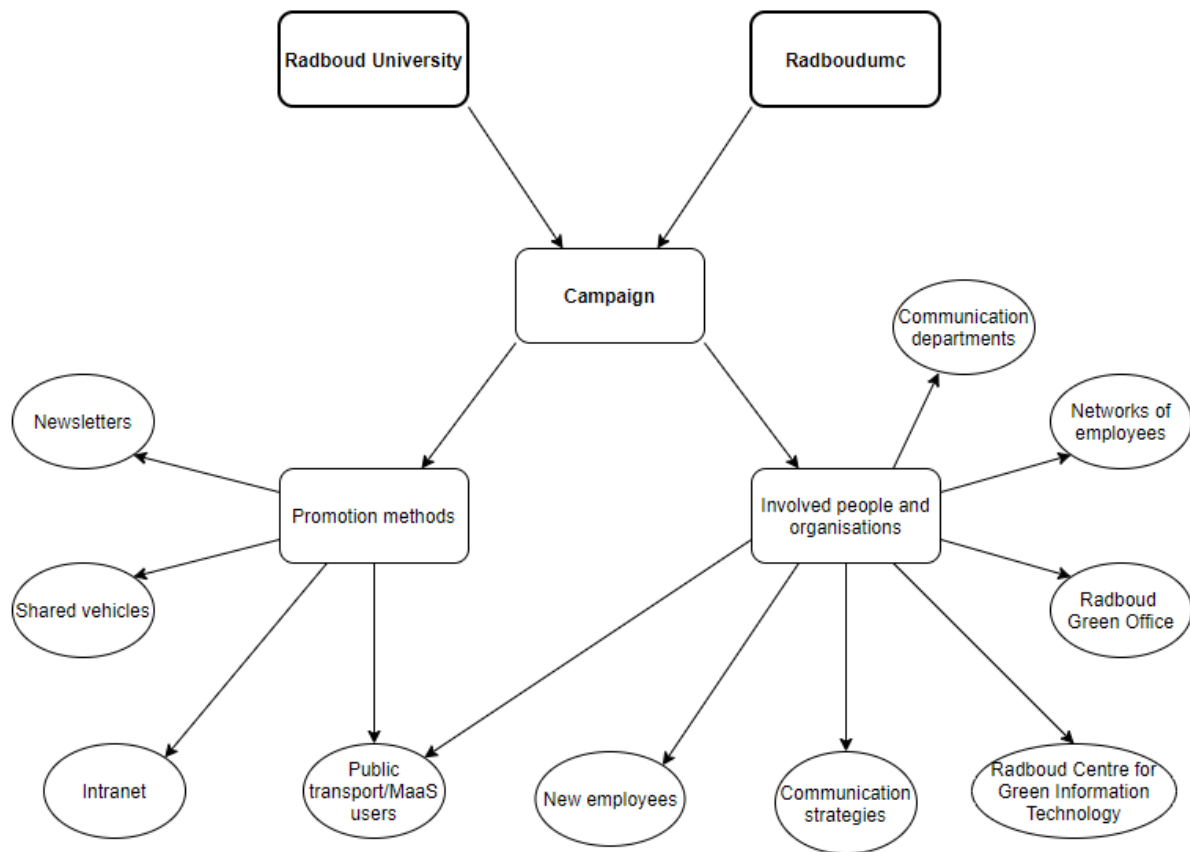 Radboud University
Radboudumc
Campaign
Communication
departments
Newsletters
Networks of
employees
Promotion methods
Involved people and
organisations
Shared vehicles
Radboud
Green Office
Intranet
Public
transport/MaaS
users
New employees
Communication
strategies
Radboud Centre for
Green Information
Technology